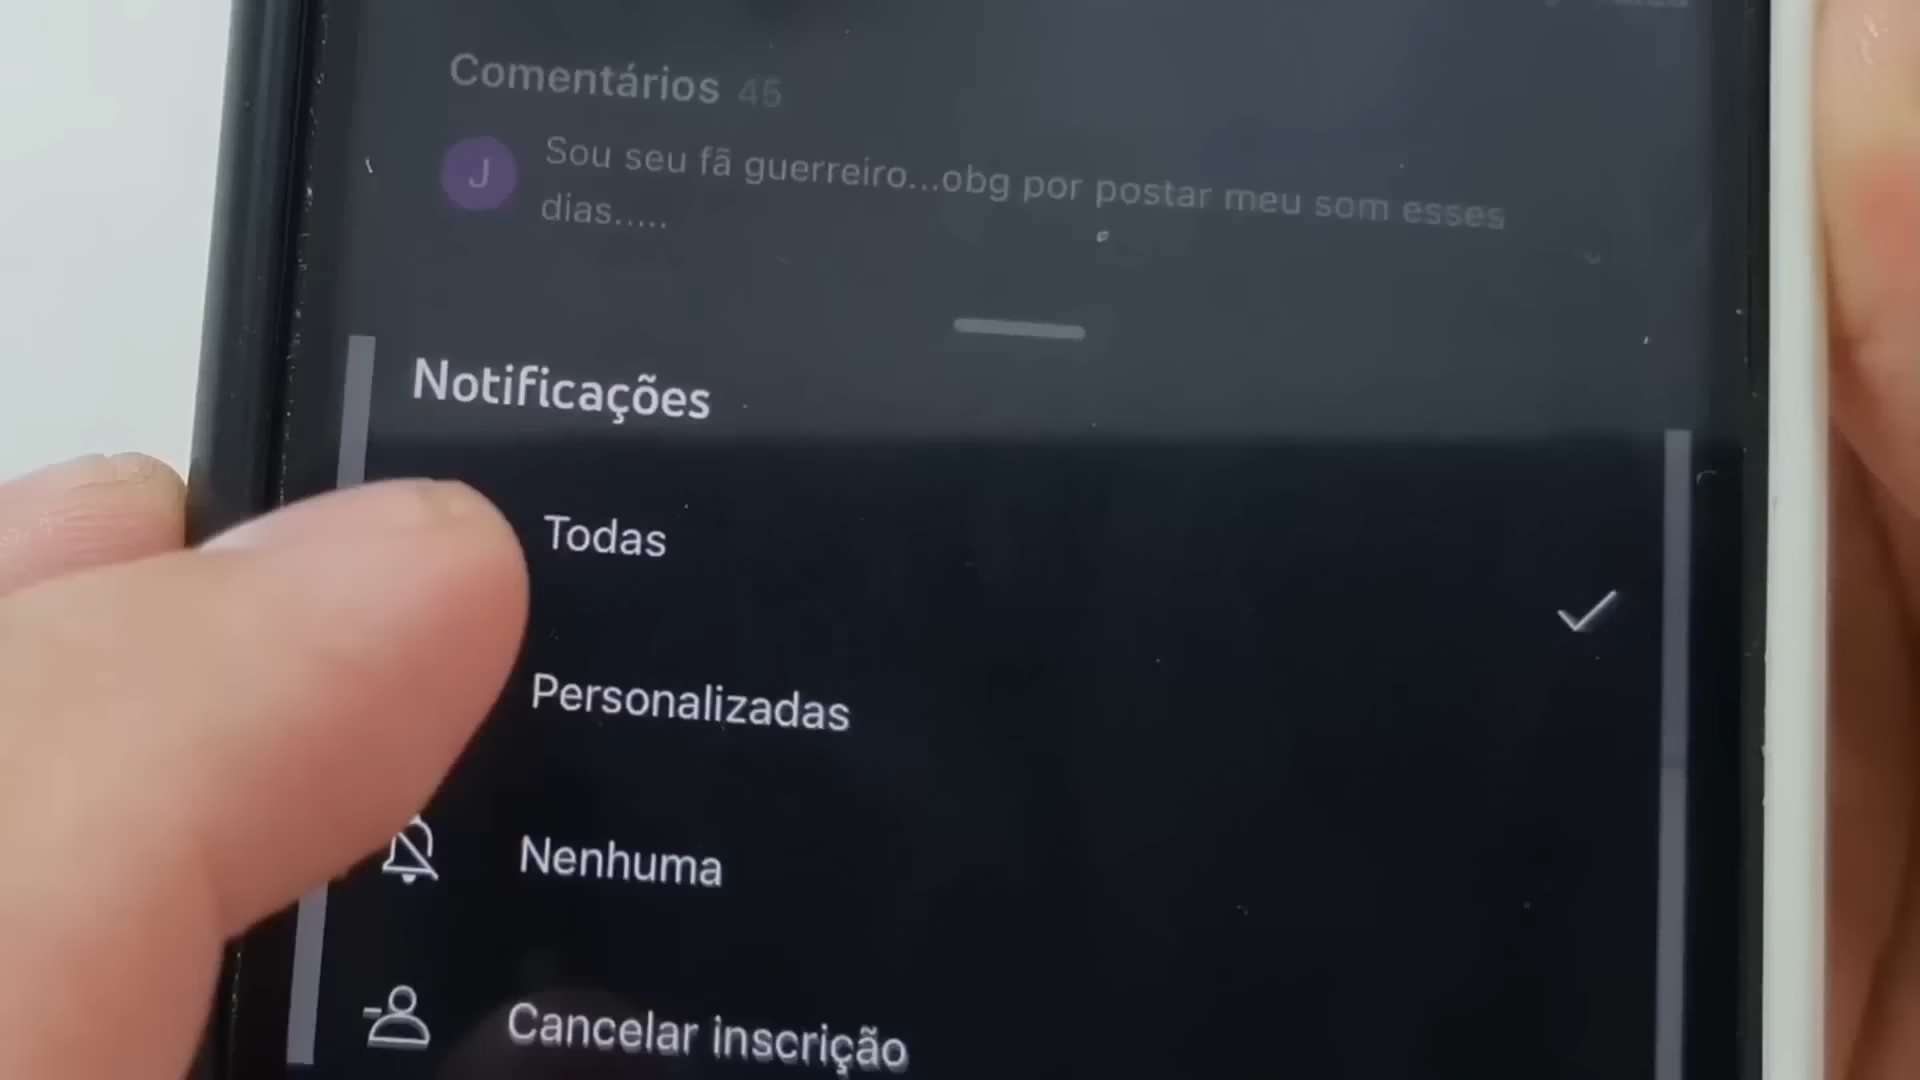 Comentários 45
J
Sou seu fã guerreiro...obg por postar meu som esses
dias.....
Notificações
Todas
Personalizadas
Nenhuma
Cancelar inscrição